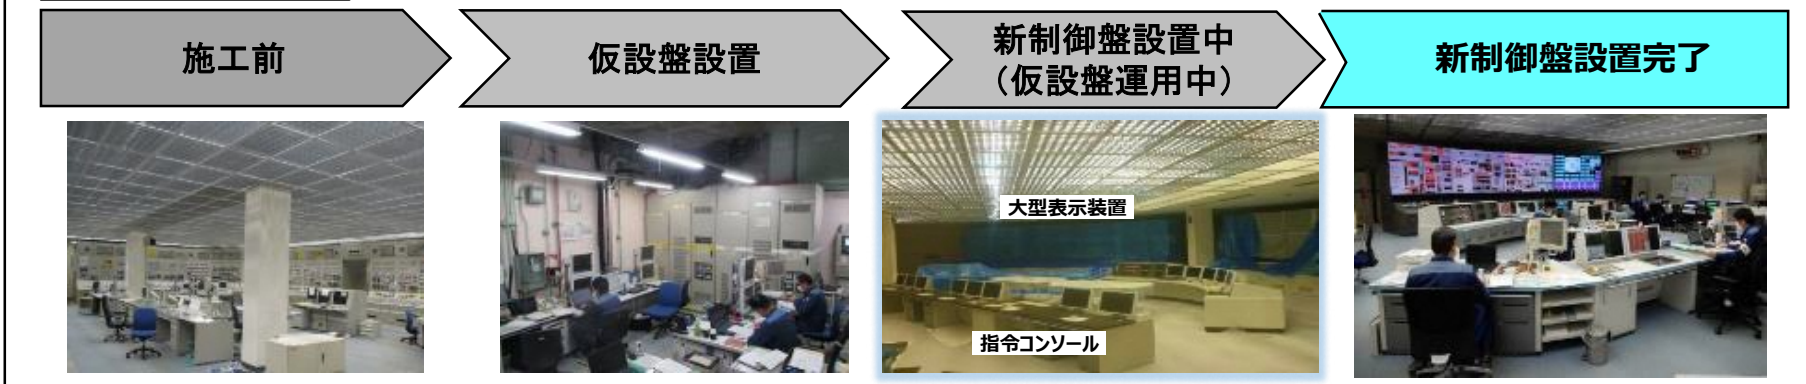 施工前
仮設盤設置
新制御盤設置中
（仮設盤運用中）
新制御盤設置完了
大型表示装置
指令コンソール